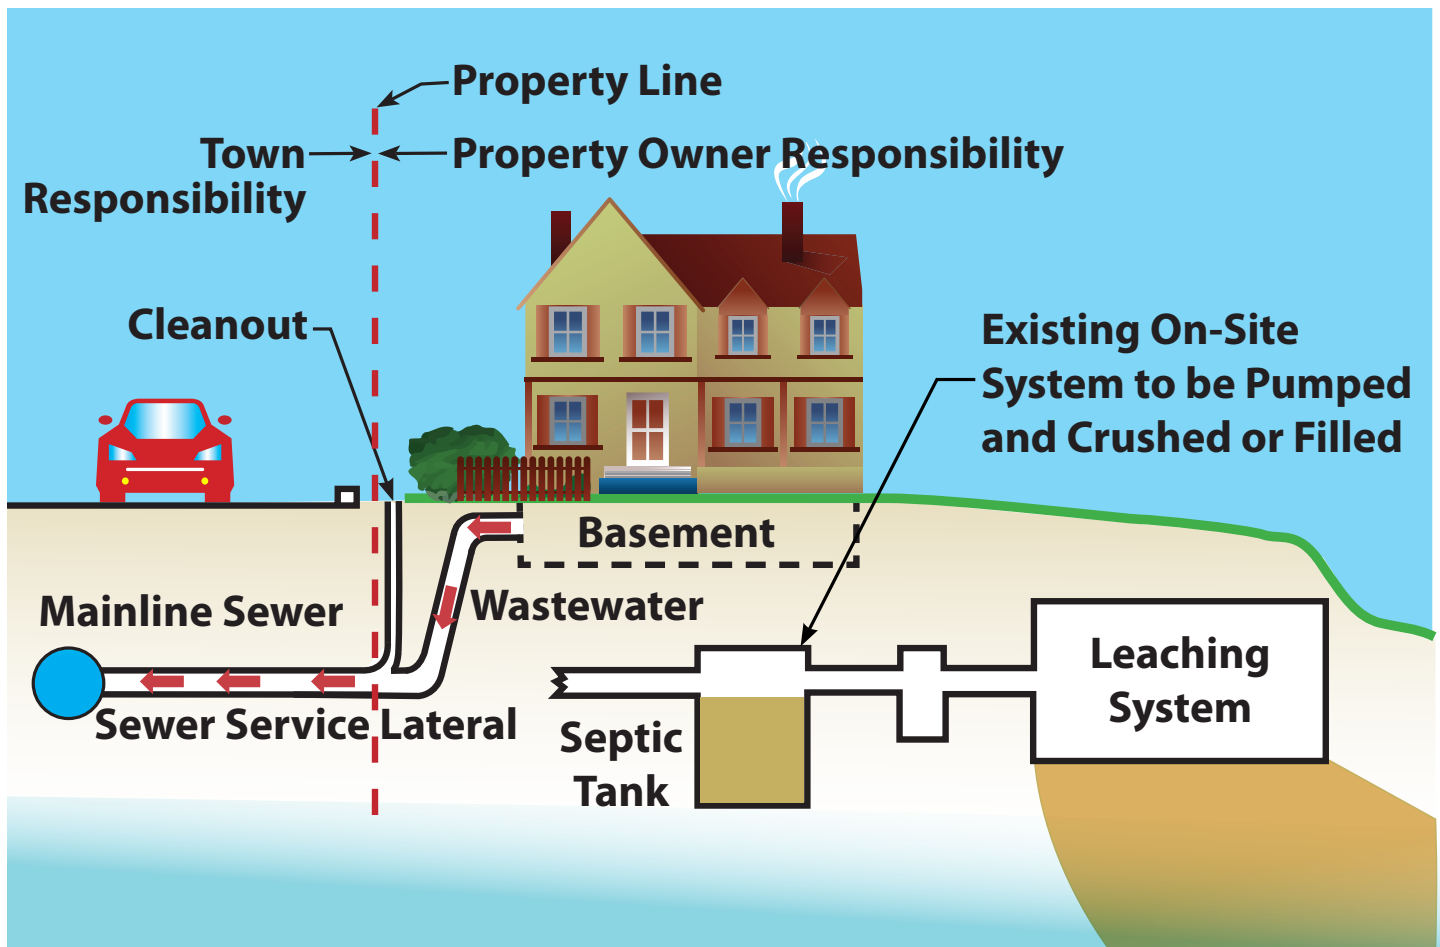 Property Line
Town
Responsibility
Property Owner Responsibility
Cleanout
Existing On-Site
System to be Pumped
and Crushed or Filled
Basement
Mainline Sewer
Wastewater
Sewer Service Lateral
Septic
Tank
Leaching
System